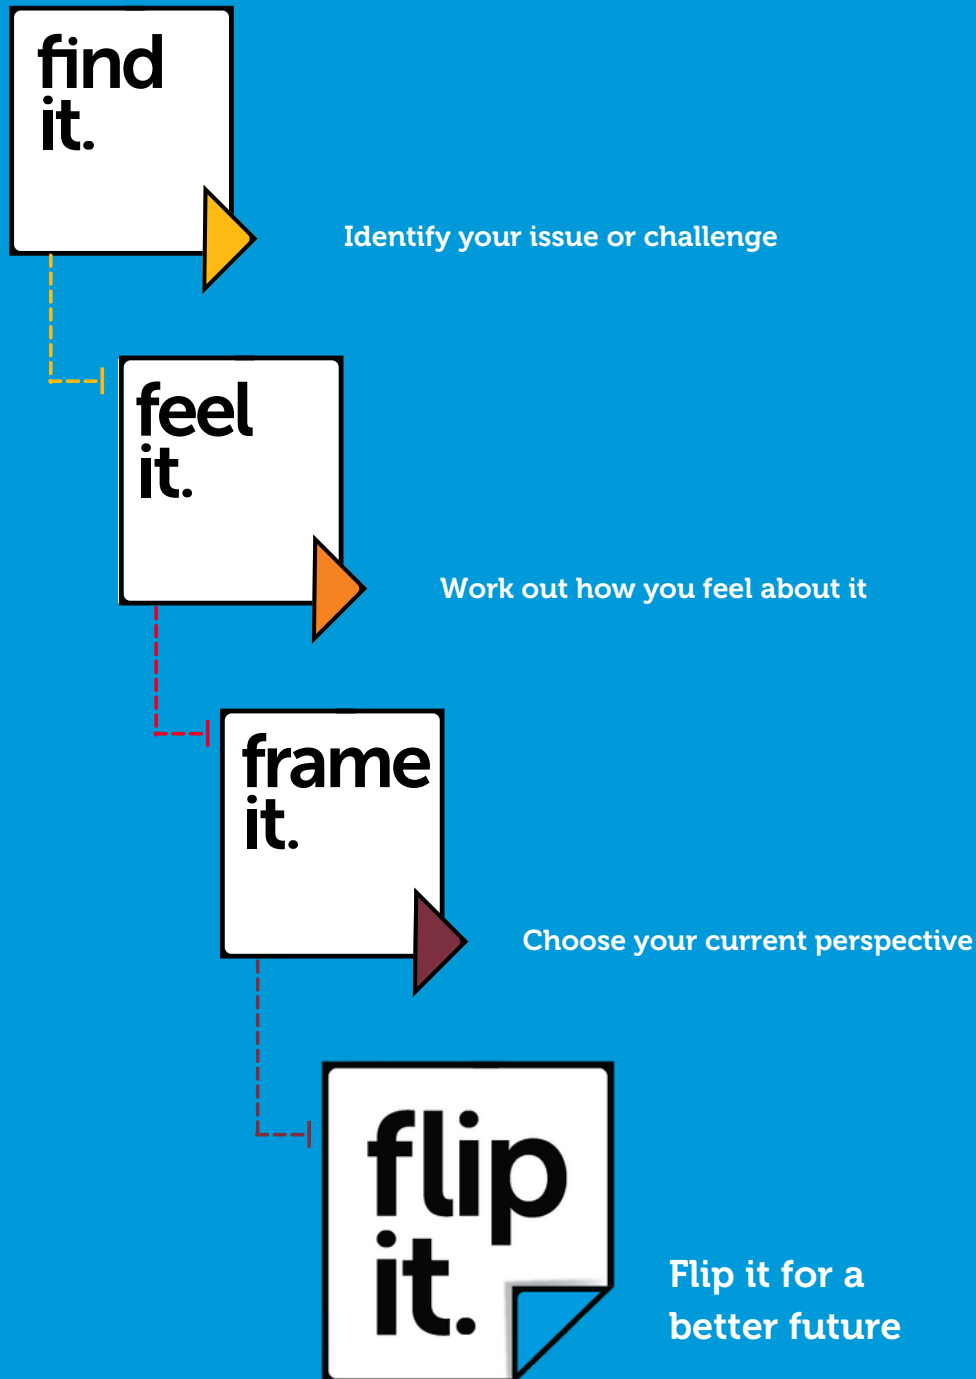 find
it.
Identify your issue or challenge
feel
it.
Work out how you feel about it
frame
it.
Choose your current perspective
flip
it.
Flip it for a
better future